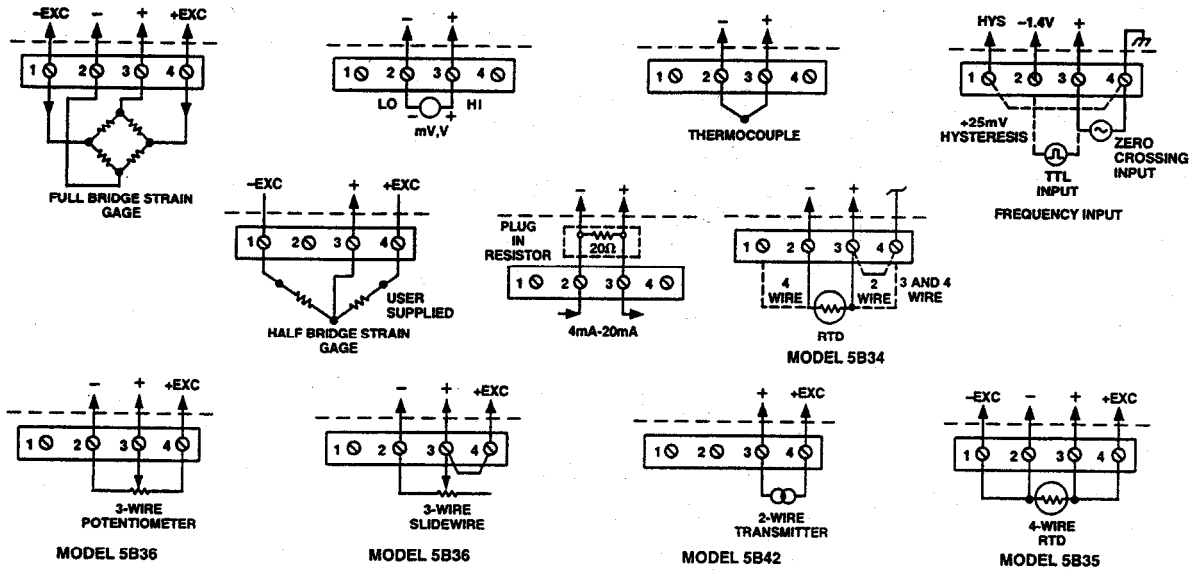 –EXC – + +EXC
1 2 3 4
FULL BRIDGE STRAIN
GAGE
– +
1 2 3 4
LO HI
– +
mV,V
– +
1 2 3 4
THERMOCOUPLE
HYS –1.4V +
1 2 3 4
+25mV
HYSTERESIS
TTL
INPUT
ZERO
CROSSING
INPUT
FREQUENCY INPUT
–EXC + +EXC
1 2 3 4
USER
SUPPLIED
HALF BRIDGE STRAIN
GAGE
– +
PLUG
IN
RESISTOR
20Ω
1 2 3 4
4mA-20mA
– +
1 2 3 4
4
WIRE
2
WIRE
3 AND 4
WIRE
RTD
MODEL 5B34
– + +EXC
1 2 3 4
3-WIRE
POTENTIOMETER
MODEL 5B36
– + +EXC
1 2 3 4
3-WIRE
SLIDEWIRE
MODEL 5B36
+ +EXC
1 2 3 4
2-WIRE
TRANSMITTER
MODEL 5B42
–EXC – + +EXC
1 2 3 4
4-WIRE
RTD
MODEL 5B35